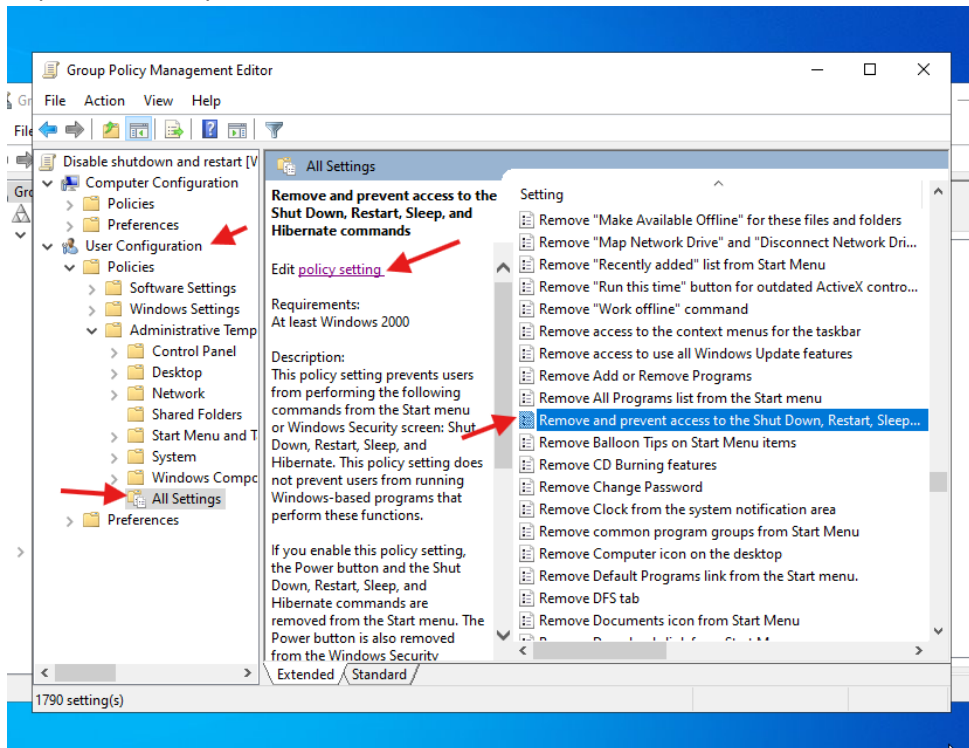 Group Policy Management Editor
File Action View Help
Disable shutdown and restart [V
Computer Configuration
Policies
Preferences
User Configuration
Policies
Software Settings
Windows Settings
Administrative Temp
Control Panel
Desktop
Network
Shared Folders
Start Menu and T
System
Windows Compo
All Settings
Preferences
All Settings
Remove and prevent access to the
Shut Down, Restart, Sleep, and
Hibernate commands
Edit policy setting
Requirements:
At least Windows 2000
Description:
This policy setting prevents users
from performing the following
commands from the Start menu
or Windows Security screen: Shut
Down, Restart, Sleep, and
Hibernate. This policy setting does
not prevent users from running
Windows-based programs that
perform these functions.
If you enable this policy setting,
the Power button and the Shut
Down, Restart, Sleep, and
Hibernate commands are
removed from the Start menu. The
Power button is also removed
from the Windows Security
Setting
Remove "Make Available Offline" for these files and folders
Remove "Map Network Drive" and "Disconnect Network Dri...
Remove "Recently added" list from Start Menu
Remove "Run this time" button for outdated ActiveX contro...
Remove "Work offline" command
Remove access to the context menus for the taskbar
Remove access to use all Windows Update features
Remove Add or Remove Programs
Remove All Programs list from the Start menu
Remove and prevent access to the Shut Down, Restart, Sleep...
Remove Balloon Tips on Start Menu items
Remove CD Burning features
Remove Change Password
Remove Clock from the system notification area
Remove common program groups from Start Menu
Remove Computer icon on the desktop
Remove Default Programs link from the Start menu.
Remove DFS tab
Remove Documents icon from Start Menu
Extended Standard
1790 setting(s)
Gr
File
Gro